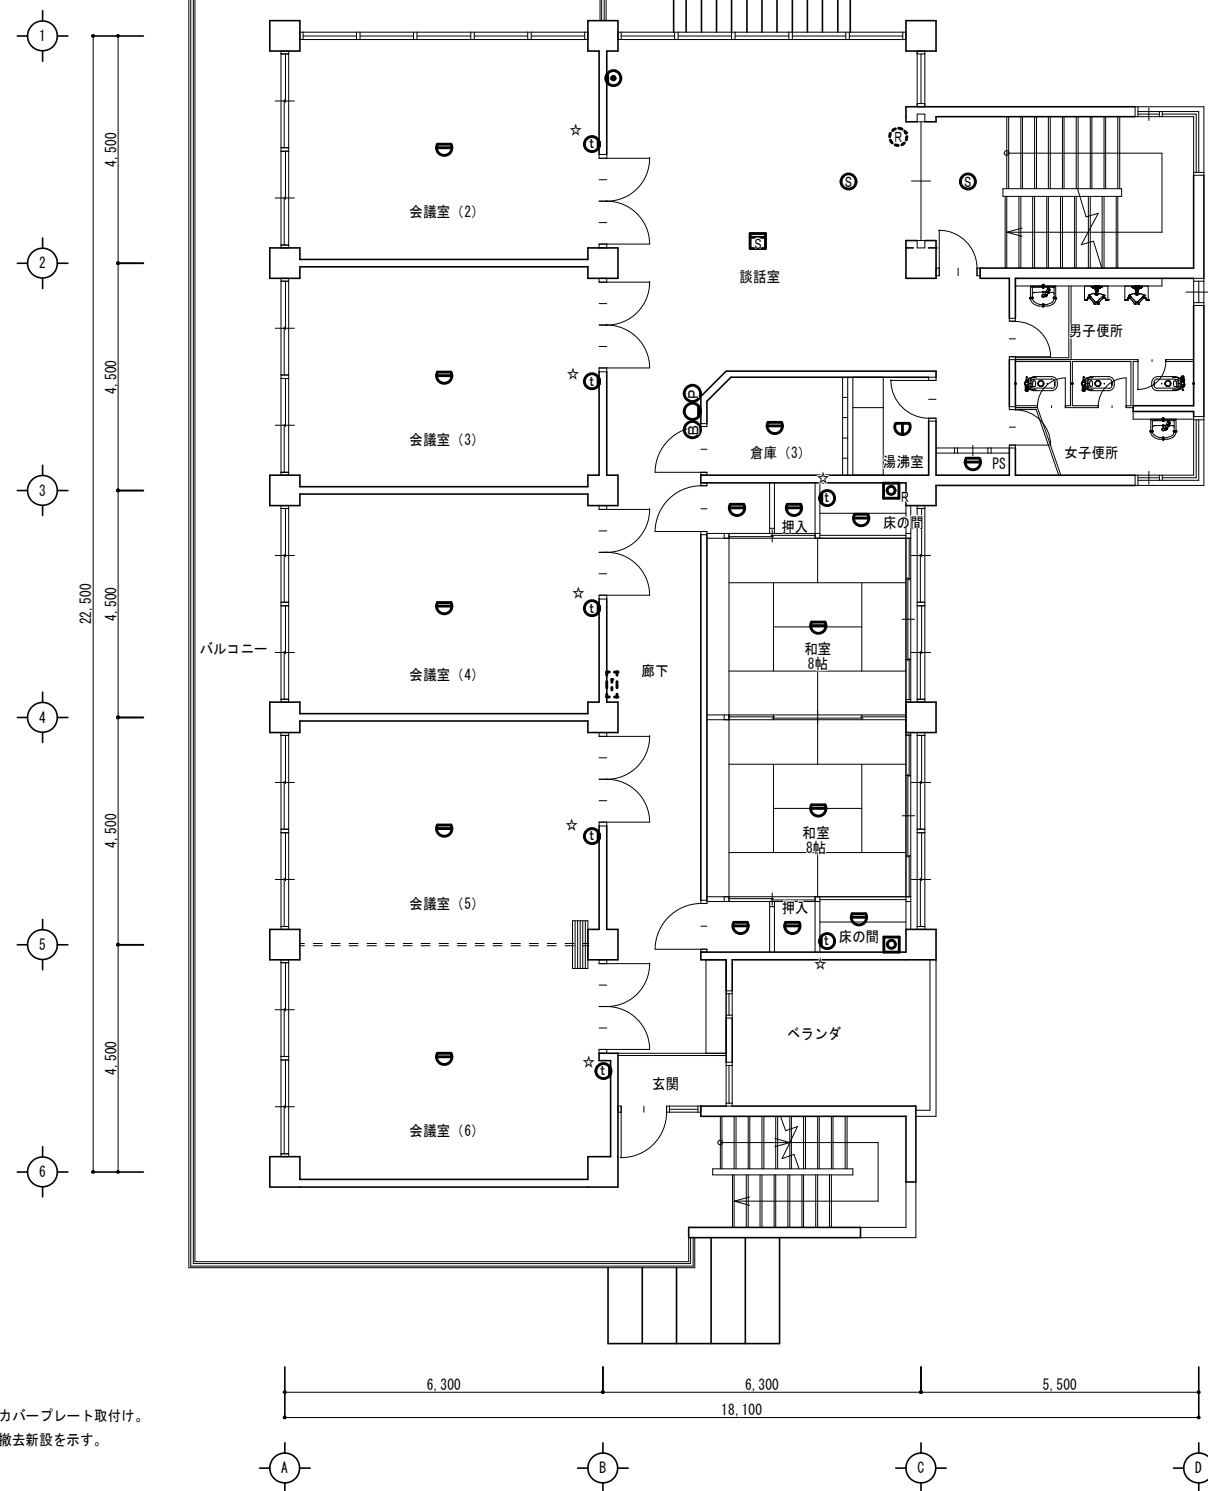 1
2
3
4
5
6
4,500
4,500
4,500
4,500
4,500
22,500
会議室 (2)
会議室 (3)
会議室 (4)
会議室 (5)
会議室 (6)
バルコニー
廊下
談話室
R
S
S
S
t
t
t
t
t
t
t
P
B
R
倉庫 (3)
湯沸室
PS
男子便所
女子便所
押入
床の間
和室
8帖
和室
8帖
押入
床の間
ベランダ
玄関
6,300
6,300
5,500
18,100
カバープレート取付け。
撤去新設を示す。
A
B
C
D